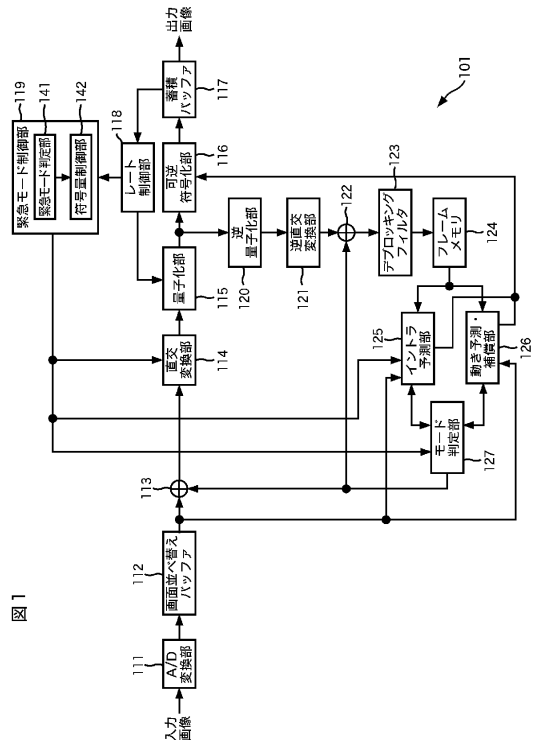 図1
入力
画像
111
A/D
変換部
112
画面並べ替え
バッファ
113
114
直交
変換部
115
量子化部
116
可逆
符号化部
117
蓄積
バッファ
出力
画像
118
レート
制御部
119
緊急モード制御部
141
緊急モード判定部
142
符号量制御部
120
逆
量子化部
121
逆直交
変換部
122
123
デブロッキング
フィルタ
124
フレーム
メモリ
125
イントラ
予測部
126
動き予測・
補償部
127
モード
判定部
101